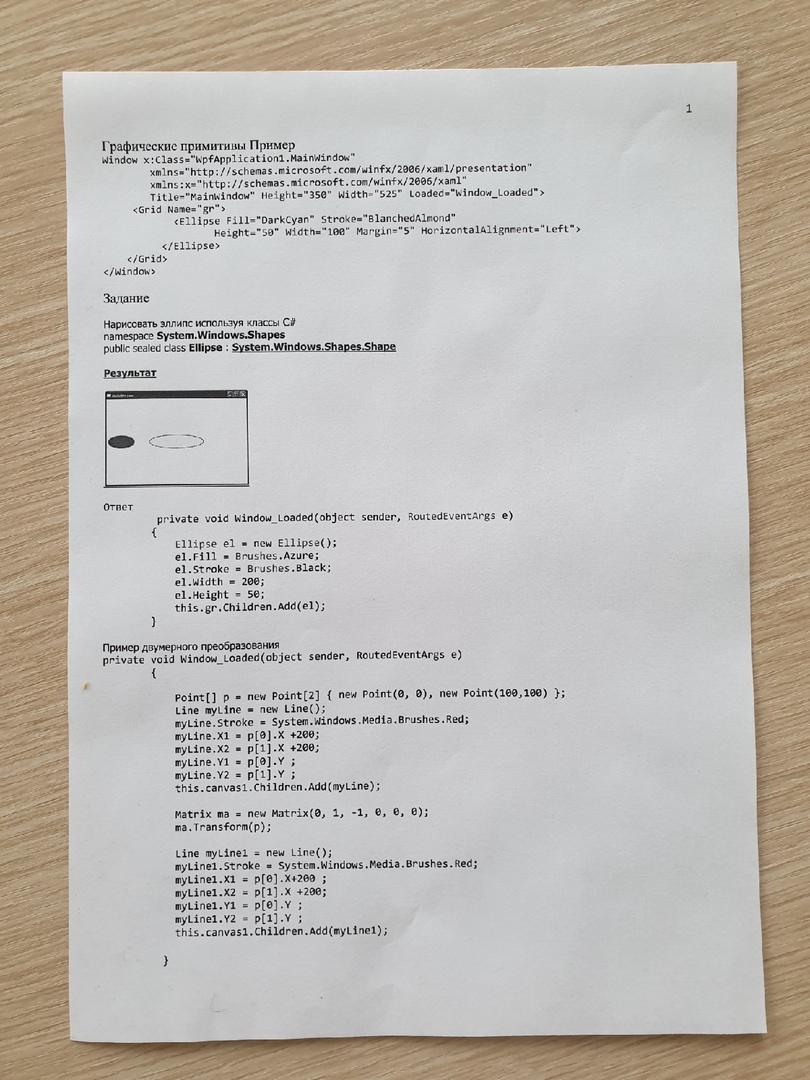 1
Графические примитивы Пример
Window x:Class="WpfApplication1.MainWindow"
xmlns="http://schemas.microsoft.com/winfx/2006/xaml/presentation"
xmlns:x="http://schemas.microsoft.com/winfx/2006/xaml"
Title="MainWindow" Height="350" Width="525" Loaded="Window_Loaded">
<Grid Name="gr">
<Ellipse Fill="DarkCyan" Stroke="BlanchedAlmond"
Height="50" Width="100" Margin="5" HorizontalAlignment="Left">
</Ellipse>
</Grid>
</Window>
Задание
Нарисовать эллипс используя классы C#
namespace System.Windows.Shapes
public sealed class Ellipse : System.Windows.Shapes.Shape
Результат
Ответ
private void Window_Loaded(object sender, RoutedEventArgs e)
{
Ellipse el = new Ellipse();
el.Fill = Brushes.Azure;
el.Stroke = Brushes.Black;
el.Width = 200;
el.Height = 50;
this.gr.Children.Add(el);
}
Пример двумерного преобразования
private void Window_Loaded(object sender, RoutedEventArgs e)
{
Point[] p = new Point[2] { new Point(0, 0), new Point(100,100) };
Line myLine = new Line();
myLine.Stroke = System.Windows.Media.Brushes.Red;
myLine.X1 = p[0].X +200;
myLine.X2 = p[1].X +200;
myLine.Y1 = p[0].Y ;
myLine.Y2 = p[1].Y ;
this.canvas1.Children.Add(myLine);
Matrix ma = new Matrix(0, 1, -1, 0, 0, 0);
ma.Transform(p);
Line myLine1 = new Line();
myLine1.Stroke = System.Windows.Media.Brushes.Red;
myLine1.X1 = p[0].X+200 ;
myLine1.X2 = p[1].X +200;
myLine1.Y1 = p[0].Y ;
myLine1.Y2 = p[1].Y ;
this.canvas1.Children.Add(myLine1);
}